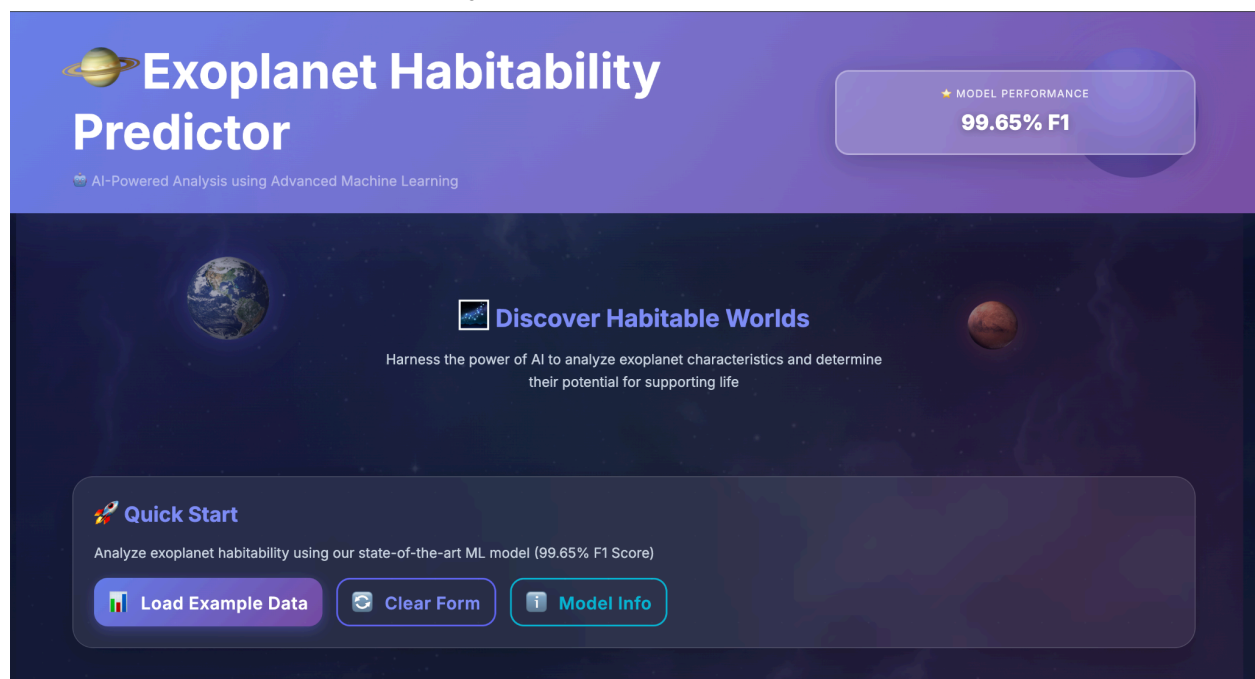 Exoplanet Habitability
Predictor
AI-Powered Analysis using Advanced Machine Learning
MODEL PERFORMANCE
99.65% F1
Discover Habitable Worlds
Harness the power of AI to analyze exoplanet characteristics and determine
their potential for supporting life
Quick Start
Analyze exoplanet habitability using our state-of-the-art ML model (99.65% F1 Score)
Load Example Data
Clear Form
Model Info